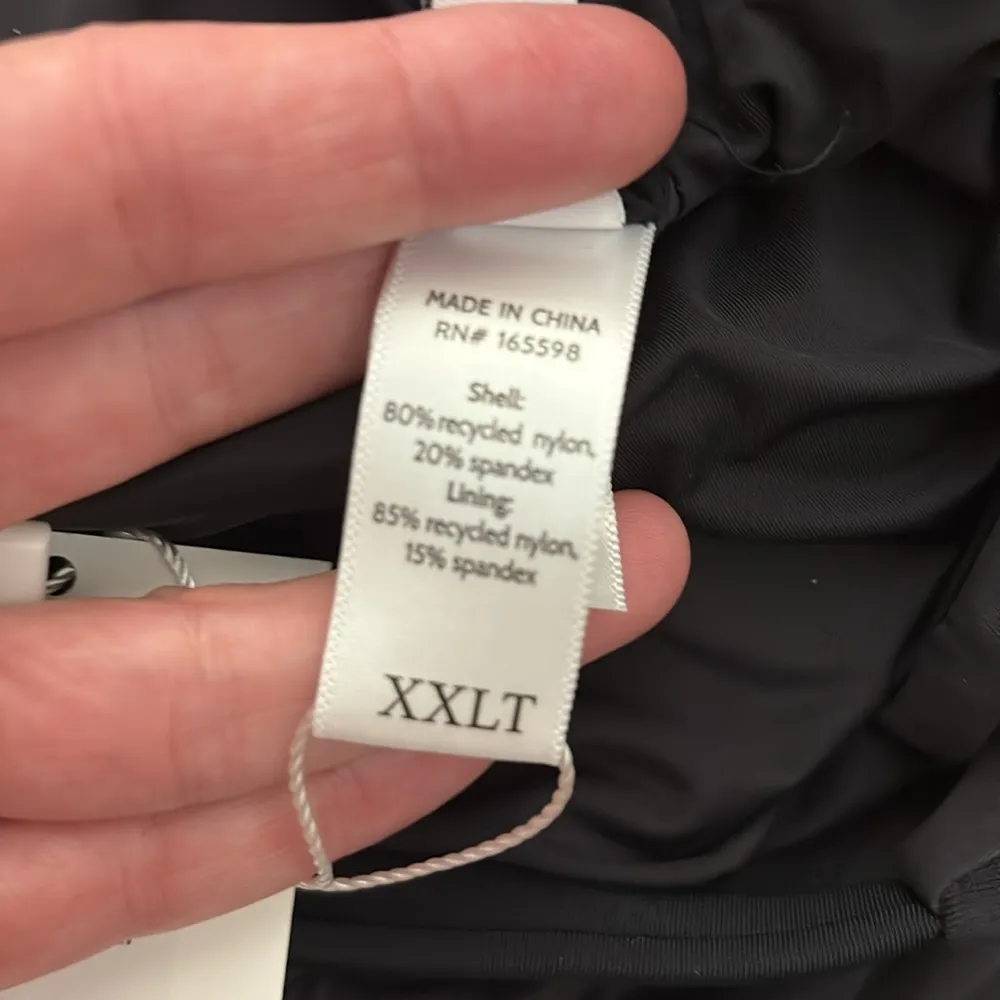 MADE IN CHINA
RN# 165598
Shell:
80% recycled nylon,
20% spandex
Lining:
85% recycled nylon,
15% spandex
XXLT